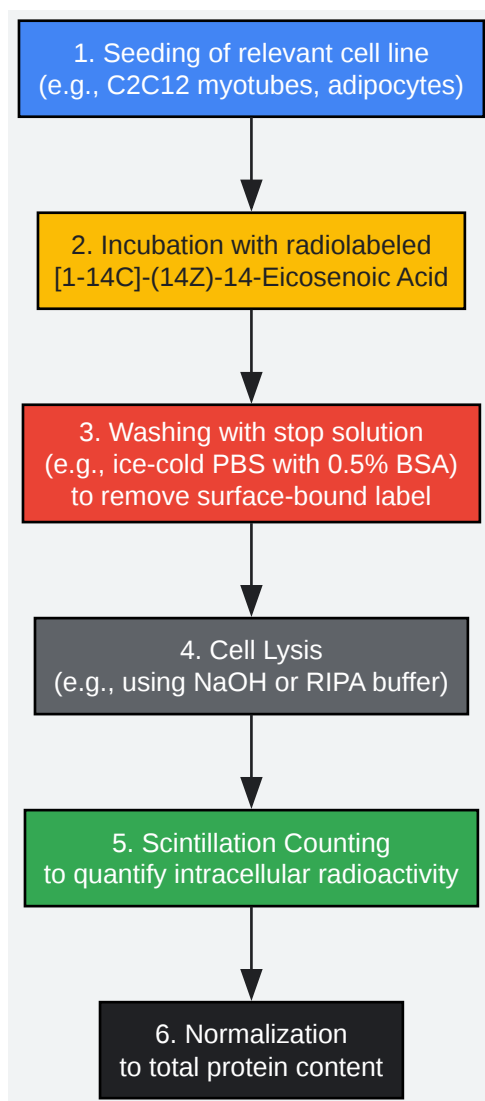 1. Seeding of relevant cell line
(e.g., C2C12 myotubes, adipocytes)
2. Incubation with radiolabeled
[1-14C]-(14Z)-14-Eicosenoic Acid
3. Washing with stop solution
(e.g., ice-cold PBS with 0.5% BSA)
to remove surface-bound label
4. Cell Lysis
(e.g., using NaOH or RIPA buffer)
5. Scintillation Counting
to quantify intracellular radioactivity
6. Normalization
to total protein content